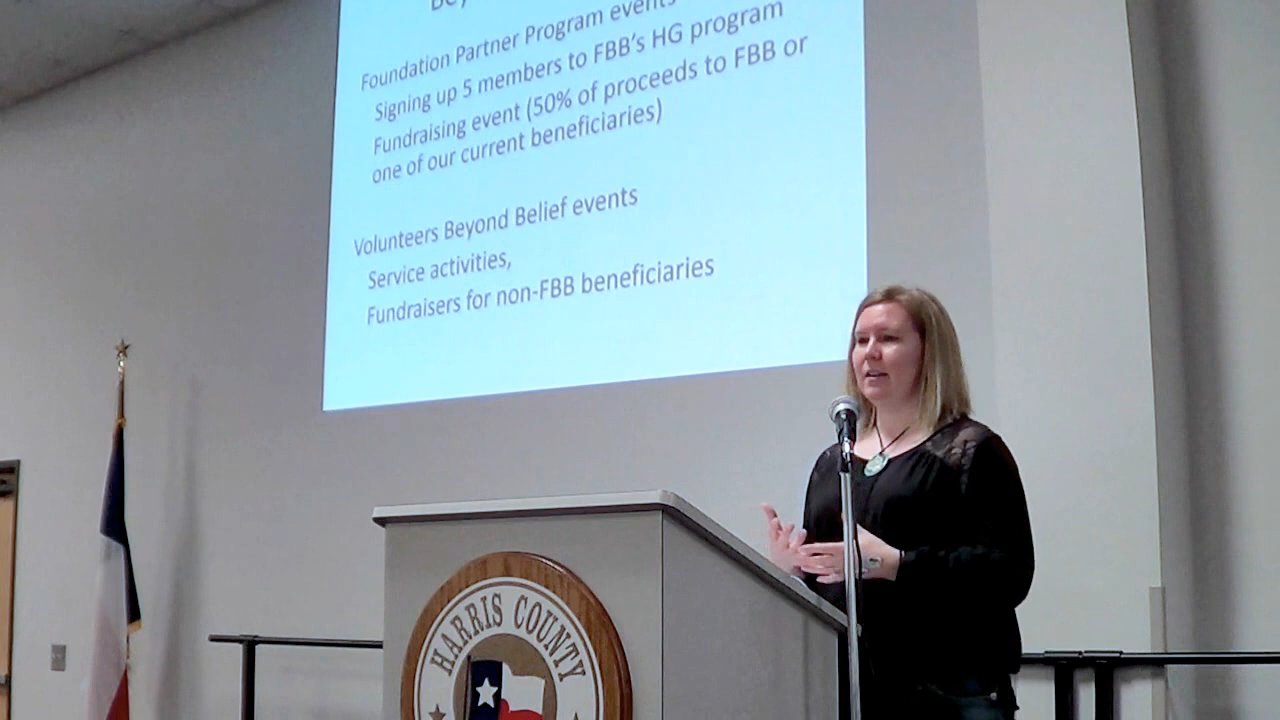 Foundation Partner Program events
Signing up 5 members to FBB's HG program
Fundraising event (50% of proceeds to FBB or
one of our current beneficiaries)
Volunteers Beyond Belief events
Service activities,
Fundraisers for non-FBB beneficiaries
HARRIS COUNTY